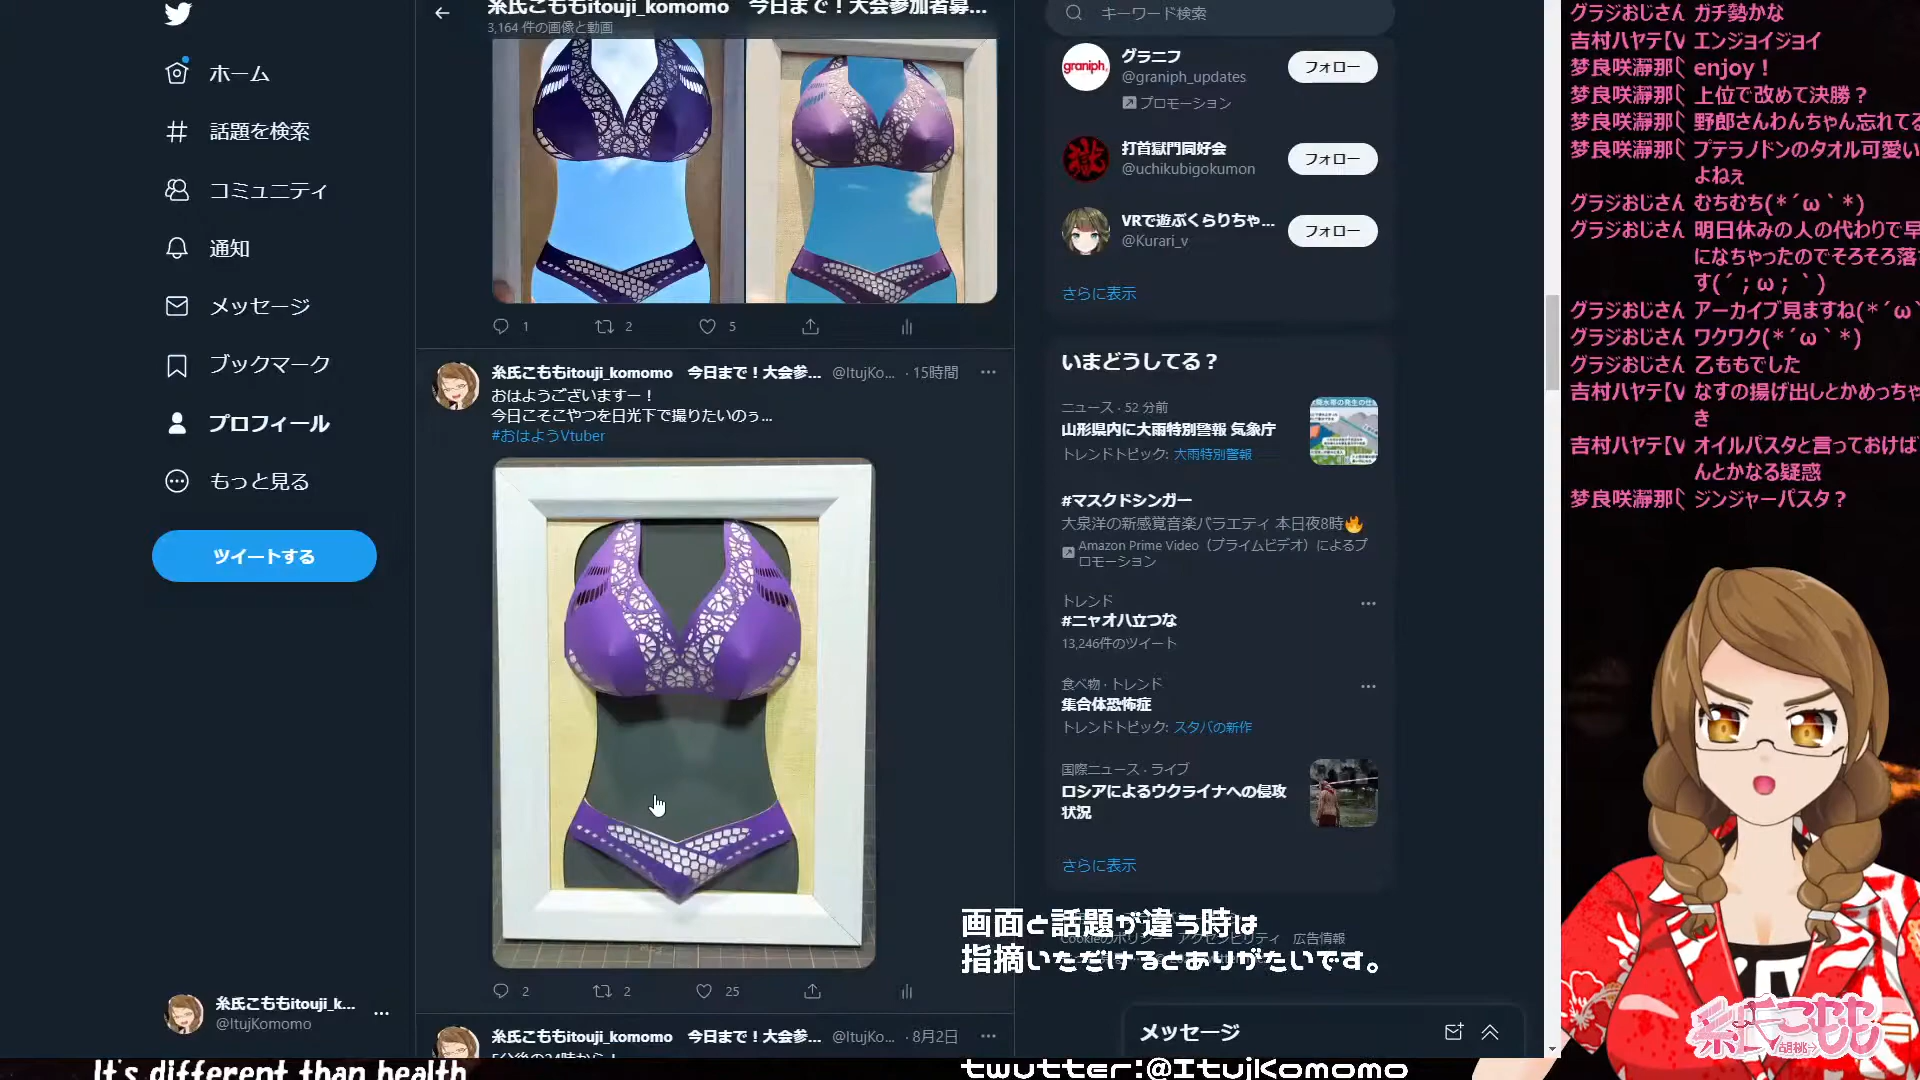 ホーム
話題を検索
コミュニティ
通知
メッセージ
ブックマーク
プロフィール
もっと見る
ツイートする
糸氏こももitouji_k...
@ItujKomomo
糸氏こももitouji_komomo 今日まで！大会参加者募...
3,164 件の画像と動画
1
2
5
糸氏こももitouji_komomo 今日まで！大会参... @ItujKo... · 15時間
おはようございますー！
今日こそこやつを日光下で撮りたいのぅ...
#おはようVtuber
2
2
25
糸氏こももitouji_komomo 今日まで！大会参... @ItujKo... · 8月2日
キーワード検索
graniph.
グラニフ
@graniph_updates
プロモーション
フォロー
獄
打首獄門同好会
@uchikubigokumon
フォロー
VRで遊ぶくらりちゃ...
@Kurari_v
フォロー
さらに表示
いまどうしてる？
ニュース · 52 分前
山形県内に大雨特別警報 気象庁
トレンドトピック: 大雨特別警報
#マスクドシンガー
大泉洋の新感覚音楽バラエティ 本日夜8時🔥
Amazon Prime Video（プライムビデオ）によるプ
ロモーション
トレンド
#ニャオハ立つな
13,246件のツイート
食べ物 · トレンド
集合体恐怖症
トレンドトピック: スタバの新作
国際ニュース · ライブ
ロシアによるウクライナへの侵攻
状況
さらに表示
画面と話題が違う時は
Cookieのポリシー アクセシビリティ 広告情報
指摘いただけるとありがたいです。
メッセージ
It's different than health
twutter:@ItujKomomo
グラジおじさん ガチ勢かな
吉村ハヤテ【V エンジョイジョイ
梦良咲瀞那〘 enjoy！
梦良咲瀞那〘 上位で改めて決勝？
梦良咲瀞那〘 野郎さんわんちゃん忘れてる
梦良咲瀞那〘 プテラノドンのタオル可愛い
よねぇ
グラジおじさん むちむち(*´ω｀*)
グラジおじさん 明日休みの人の代わりで早
になちゃったのでそろそろ落
す(´；ω；｀)
グラジおじさん アーカイブ見ますね(*´ω`
グラジおじさん ワクワク(*´ω｀*)
グラジおじさん 乙ももでした
吉村ハヤテ【V なすの揚げ出しとかめっちゃ
き
吉村ハヤテ【V オイルパスタと言っておけば
んとかなる疑惑
梦良咲瀞那〘 ジンジャーパスタ？
糸氏こもも
胡桃